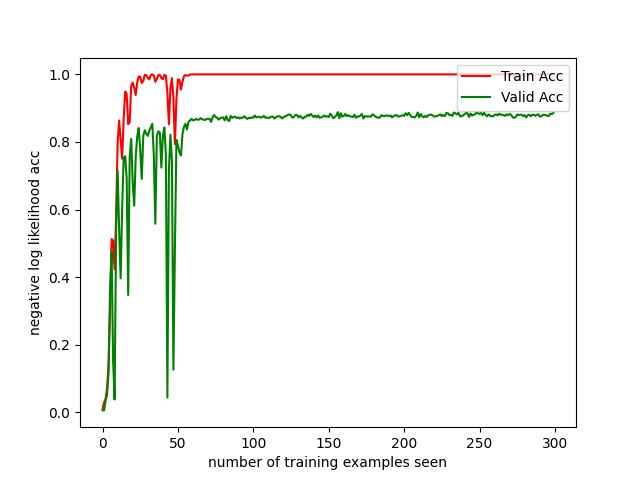 negative log likelihood acc
1.0
0.8
0.6
0.4
0.2
0.0
Train Acc
Valid Acc
0 50 100 150 200 250 300
number of training examples seen